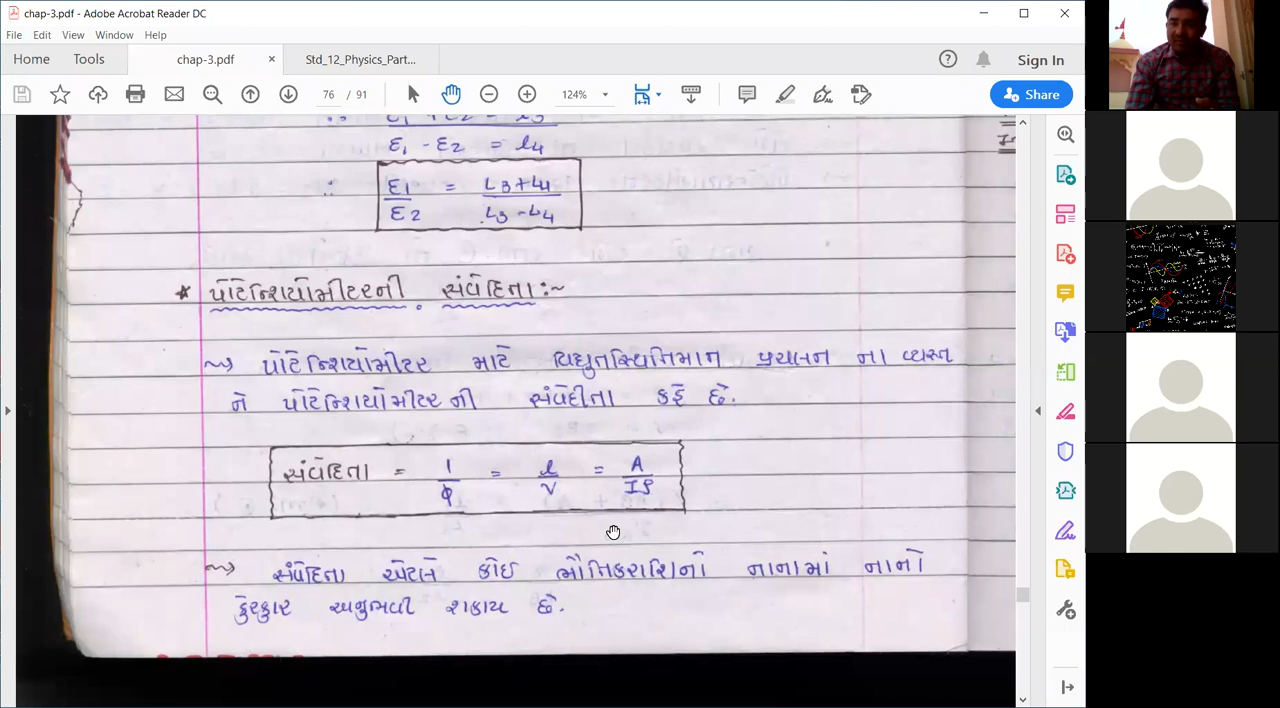 chap-3.pdf - Adobe Acrobat Reader DC
File Edit View Window Help
Home Tools chap-3.pdf × Std_12_Physics_Part... Sign In
76 / 91 124% Share
ε1 - ε2 = l4
∴ ε1/ε2 = L3+L4/L3-L4
* પોટેન્શિયોમીટરની સંવેદિતા :~
~> પોટેન્શિયોમીટર માટે વિદ્યુતસ્થિતિમાન પ્રચલન ના વ્યસ્ત
ને પોટેન્શિયોમીટર ની સંવેદીતા કહે છે.
સંવેદિતા = 1/φ = l/V = A/Iρ
~> સંવેદિતા એટલે કોઇ ભૌતિકરાશિનો નાનામાં નાનો
ફેરફાર અનુભવી શકાય છે.